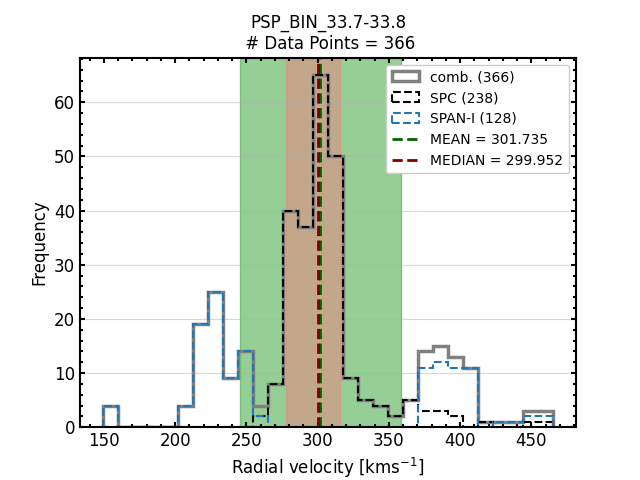 PSP_BIN_33.7-33.8
# Data Points = 366
comb. (366)
SPC (238)
SPAN-I (128)
MEAN = 301.735
MEDIAN = 299.952
Frequency
60
50
40
30
20
10
0
150 200 250 300 350 400 450
Radial velocity [kms⁻¹]